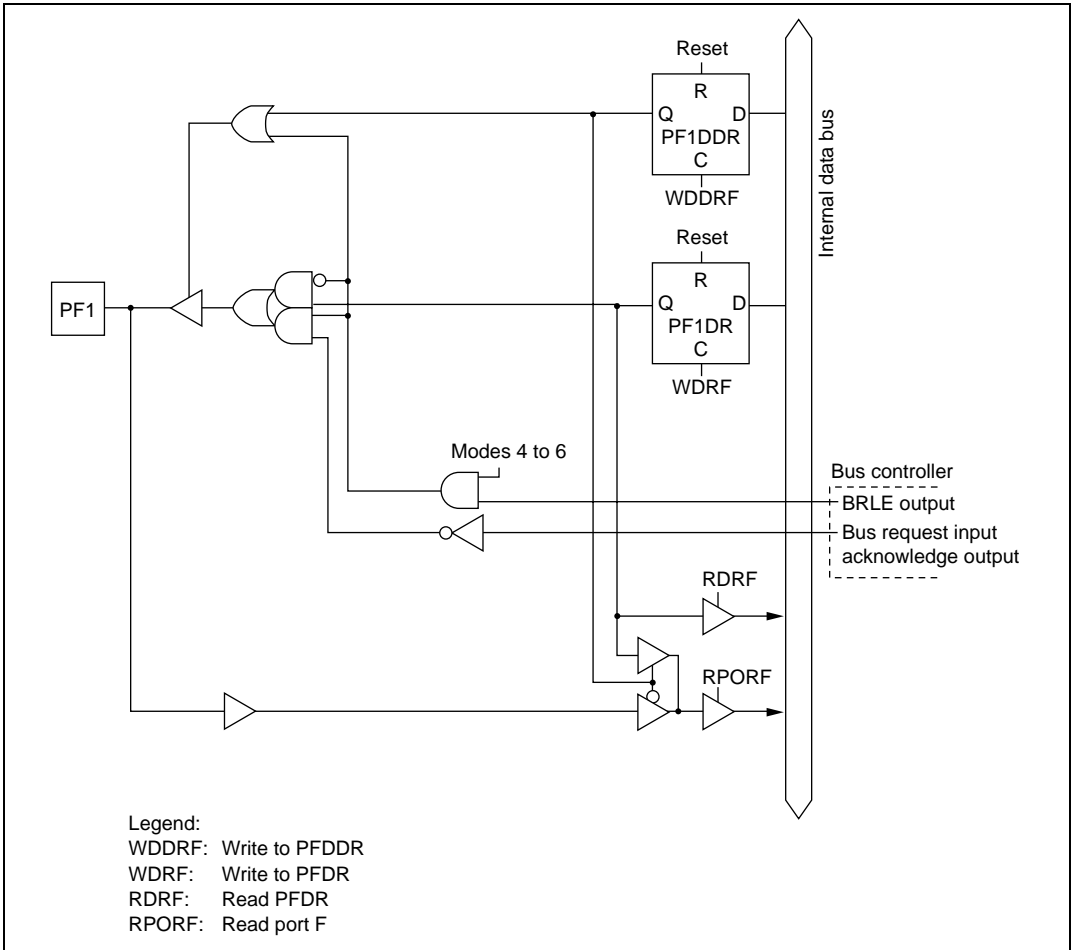 Reset
R
Q D
PF1DDR
C
WDDRF
Internal data bus
Reset
R
Q D
PF1DR
C
WDRF
PF1
Modes 4 to 6
Bus controller
BRLE output
Bus request input
acknowledge output
RDRF
RPORF
Legend:
WDDRF: Write to PFDDR
WDRF: Write to PFDR
RDRF: Read PFDR
RPORF: Read port F